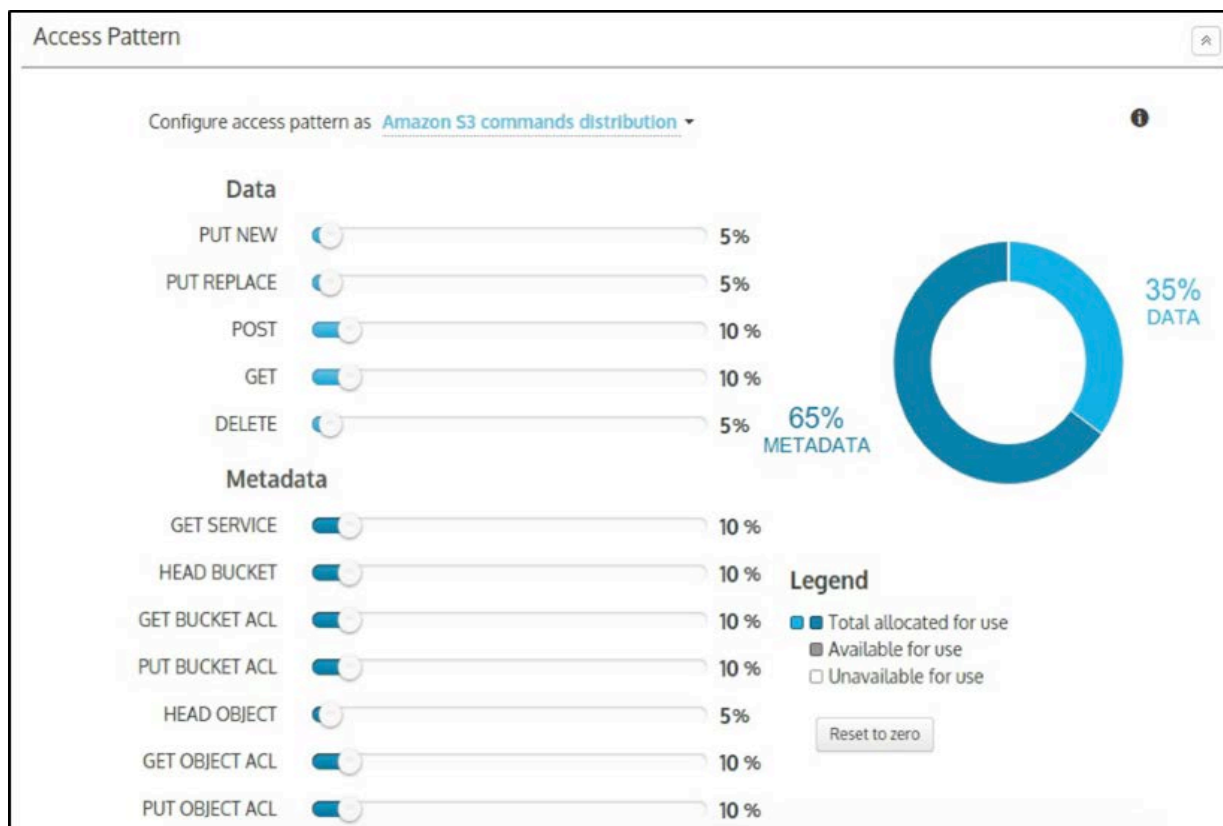 Access Pattern
Configure access pattern as Amazon S3 commands distribution
Data
PUT NEW 5%
PUT REPLACE 5%
POST 10 %
GET 10 %
DELETE 5%
35%
DATA
65%
METADATA
Metadata
GET SERVICE 10 %
HEAD BUCKET 10 %
GET BUCKET ACL 10 %
PUT BUCKET ACL 10 %
HEAD OBJECT 5%
GET OBJECT ACL 10 %
PUT OBJECT ACL 10 %
Legend
Total allocated for use
Available for use
Unavailable for use
Reset to zero